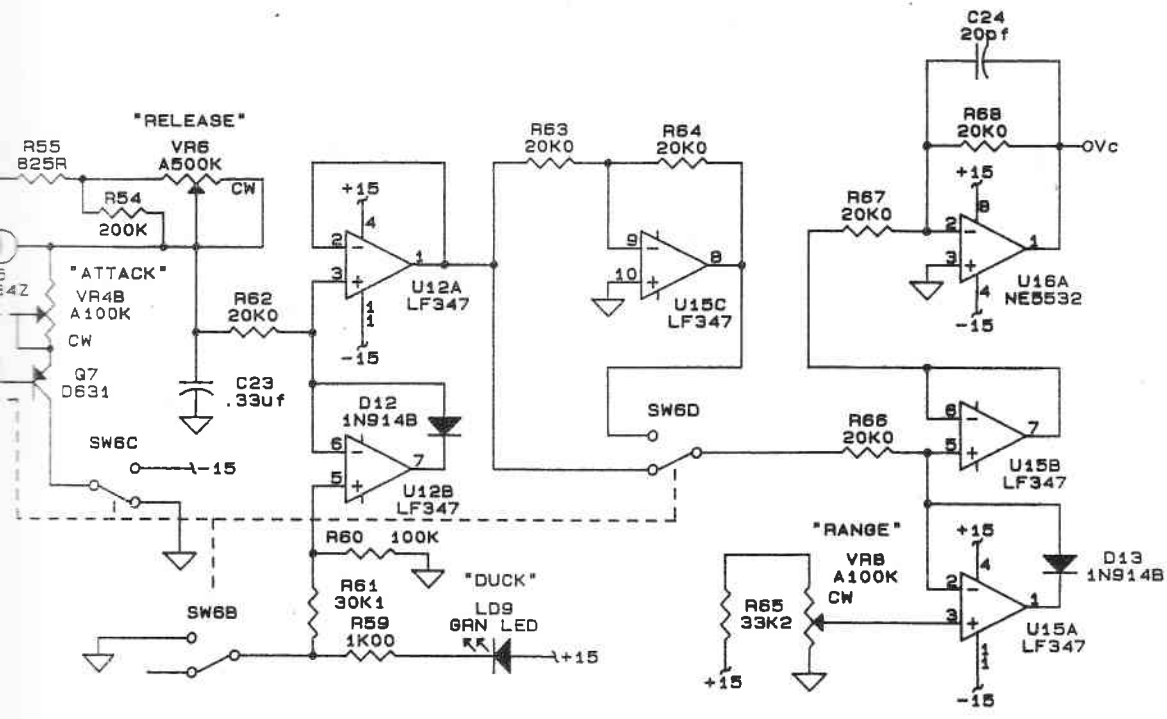 C24
20pf
R68
20K0
Vc
+15
8
R67
20K0
2
-
3
+
1
U16A
NE5532
4
-15
"RELEASE"
R55
825R
VR6
A500K
CW
R54
200K
"ATTACK"
VR4B
A100K
CW
Q7
D631
R62
20K0
C23
.33uf
+15
4
2
-
3
+
1
U12A
LF347
11
-15
D12
1N914B
6
-
5
+
7
U12B
LF347
R63
20K0
R64
20K0
9
-
10
+
8
U15C
LF347
SW6D
R66
20K0
6
-
5
+
7
U15B
LF347
SW6C
-15
R60 100K
R61
30K1
R59
1K00
"DUCK"
LD9
GRN LED
+15
SW6B
"RANGE"
VR8
A100K
CW
R65
33K2
+15
+15
4
2
-
3
+
1
U15A
LF347
11
-15
D13
1N914B